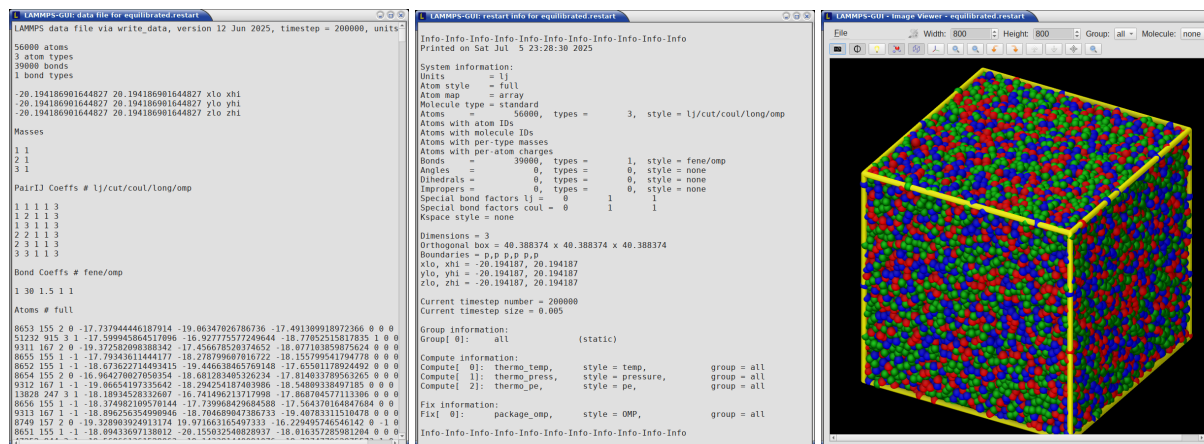 LAMMPS-GUI: data file for equilibrated.restart
LAMMPS data file via write_data, version 12 Jun 2025, timestep = 200000, units
56000 atoms
3 atom types
39000 bonds
1 bond types
-20.194186901644827 20.194186901644827 xlo xhi
-20.194186901644827 20.194186901644827 ylo yhi
-20.194186901644827 20.194186901644827 zlo zhi
Masses
1 1
2 1
3 1
PairIJ Coeffs # lj/cut/coul/long/omp
1 1 1 1 3
1 2 1 1 3
1 3 1 1 3
2 2 1 1 3
2 3 1 1 3
3 3 1 1 3
Bond Coeffs # fene/omp
1 30 1.5 1 1
Atoms # full
8653 155 2 0 -17.737944446187914 -19.06347026786736 -17.491309918972366 0 0 0
51232 915 3 1 -17.599945864517096 -16.927775577249644 -18.77052515817835 1 0 0
9311 167 2 0 -19.372582098388342 -17.456678520374652 -18.077103859875624 0 0 0
8655 152 1 -1 -17.79343611444177 -18.278799607016722 -18.155799541794778 0 0 0
8652 155 1 -1 -18.673622714493415 -19.446638465769148 -17.65501178924492 0 0 0
8654 155 2 0 -16.964270027050354 -18.681283405326234 -17.814033789563265 0 0 0
9312 167 1 -1 -19.06654197335642 -18.294254187403986 -18.54809338497185 0 0 0
13828 247 3 0 -18.18934528332607 -16.741496213717998 -17.868704577113306 0 0 0
8656 155 1 -1 -18.374982109570144 -17.739968429684588 -17.564370164847684 0 0 0
9313 167 1 -1 -18.896256354990946 -18.704689047386733 -19.40783311510478 0 0 0
8749 157 2 0 -19.328903924913174 19.971663165497333 -16.229495746546142 0 -1 0
8651 155 1 -1 -18.09433697138012 -20.155032540828937 -18.016357285981204 0 0 0
LAMMPS-GUI: restart info for equilibrated.restart
Info-Info-Info-Info-Info-Info-Info-Info-Info-Info-Info
Printed on Sat Jul 5 23:28:30 2025
System information:
Units = lj
Atom style = full
Atom map = array
Molecule type = standard
Atoms = 56000, types = 3, style = lj/cut/coul/long/omp
Atoms with atom IDs
Atoms with molecule IDs
Atoms with per-type masses
Atoms with per-atom charges
Bonds = 39000, types = 1, style = fene/omp
Angles = 0, types = 0, style = none
Dihedrals = 0, types = 0, style = none
Impropers = 0, types = 0, style = none
Special bond factors lj = 0 1 1
Special bond factors coul = 0 1 1
Kspace style = none
Dimensions = 3
Orthogonal box = 40.388374 x 40.388374 x 40.388374
Boundaries = p,p p,p p,p
xlo, xhi = -20.194187, 20.194187
ylo, yhi = -20.194187, 20.194187
zlo, zhi = -20.194187, 20.194187
Current timestep number = 200000
Current timestep size = 0.005
Group information:
Group[ 0]: all (static)
Compute information:
Compute[ 0]: thermo_temp, style = temp, group = all
Compute[ 1]: thermo_press, style = pressure, group = all
Compute[ 2]: thermo_pe, style = pe, group = all
Fix information:
Fix[ 0]: package_omp, style = OMP, group = all
Info-Info-Info-Info-Info-Info-Info-Info-Info-Info-Info
LAMMPS-GUI - Image Viewer - equilibrated.restart
File Width: 800 Height: 800 Group: all Molecule: none